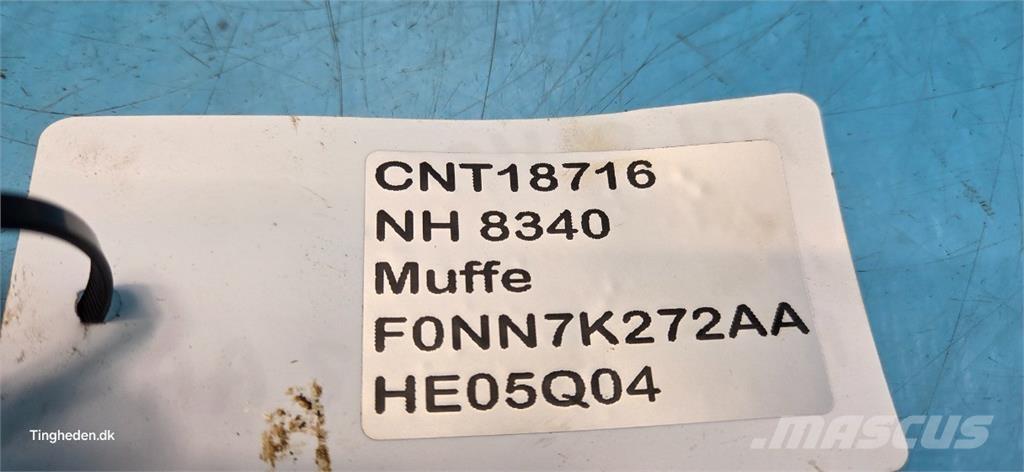 CNT18716
NH 8340
Muffe
F0NN7K272AA
HE05Q04
Tingheden.dk
MASCUS